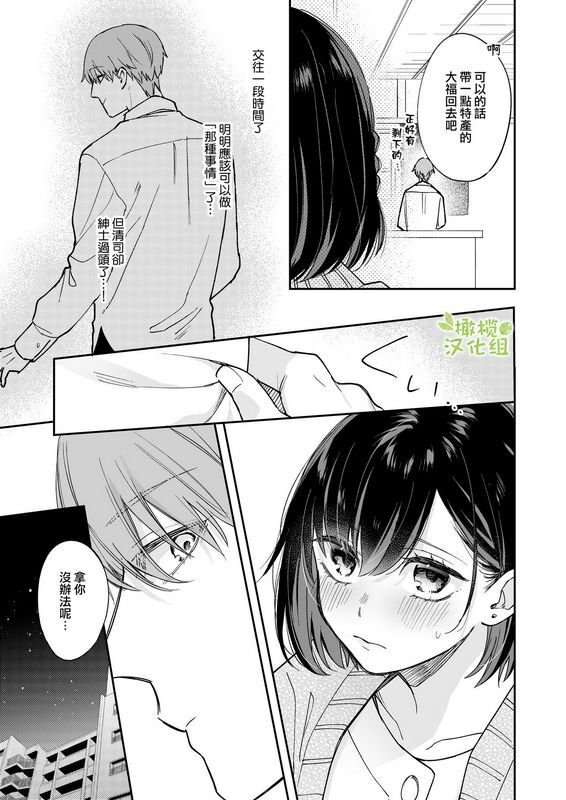 啊
可以的話
帶一點特產的
大福回去吧
正好有
剩下的…
交往一段時間了
明明應該可以做
「那種事情」了…
但清司卻
紳士過頭了…!
橄榄
汉化组
拿你
沒辦法呢…